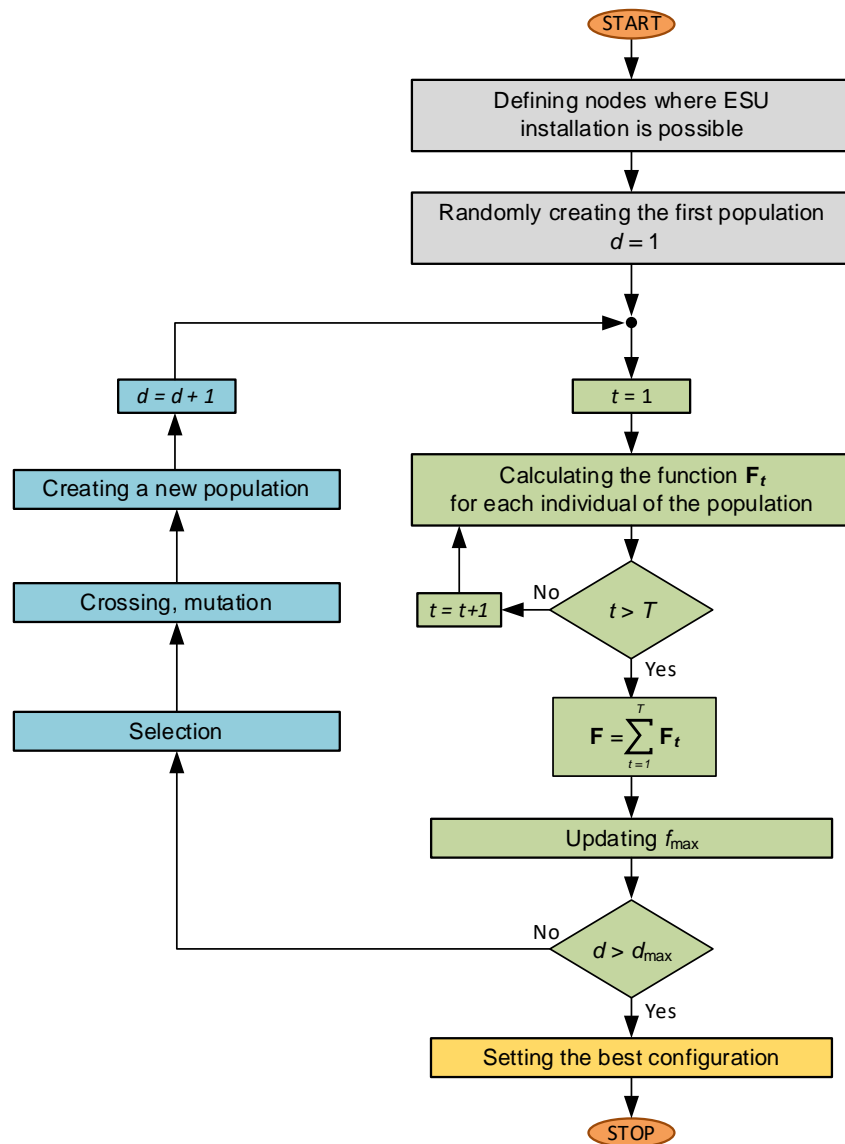 START
Defining nodes where ESU
installation is possible
Randomly creating the first population
d = 1
d = d + 1
t = 1
Creating a new population
Calculating the function Fₜ
for each individual of the population
Crossing, mutation
t = t+1
No
t > T
Yes
Selection
F = ∑ₜ₌₁ᵀ Fₜ
Updating fmax
No
d > dmax
Yes
Setting the best configuration
STOP